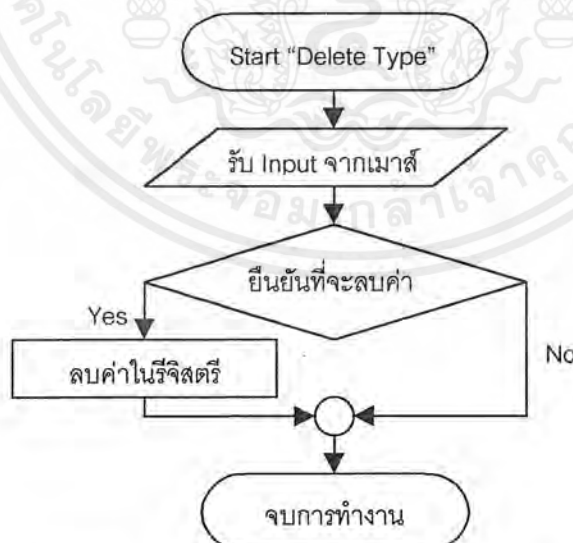 Start “Delete Type”
รับ Input จากเมาส์
ยืนยันที่จะลบค่า
Yes
No
ลบค่าในรีจิสตรี
จบการทำงาน